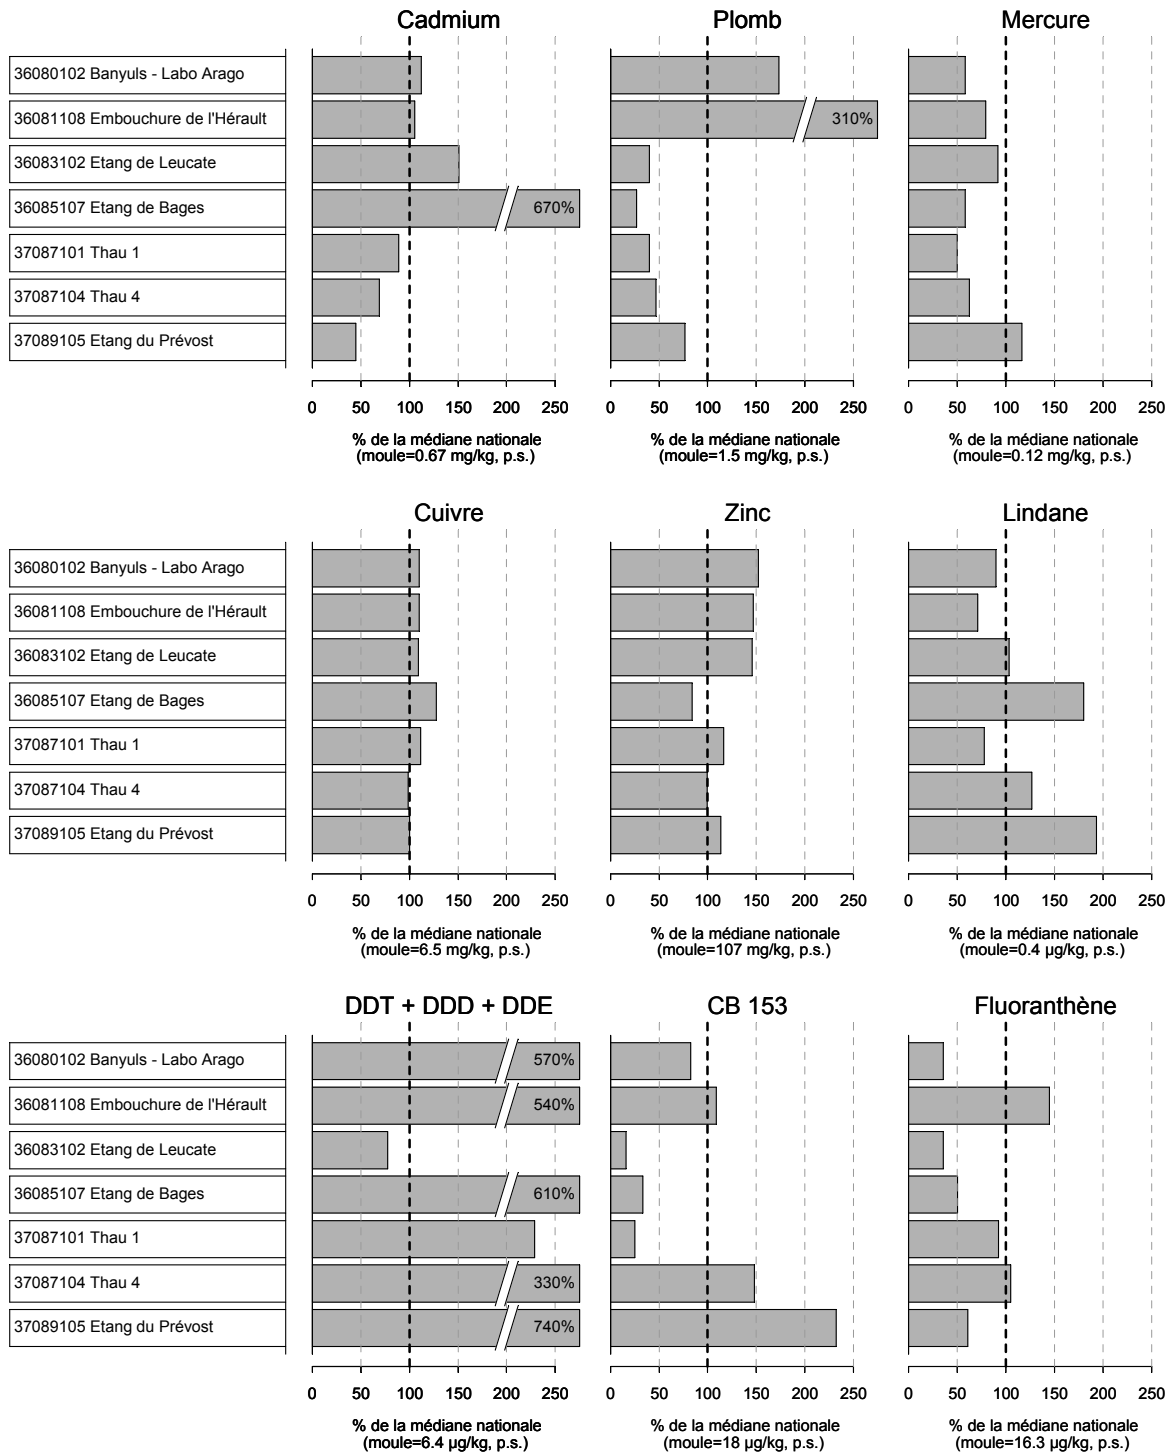 Cadmium Plomb Mercure
36080102 Banyuls - Labo Arago
36081108 Embouchure de l'Hérault 310%
36083102 Etang de Leucate
36085107 Etang de Bages 670%
37087101 Thau 1
37087104 Thau 4
37089105 Etang du Prévost
0 50 100 150 200 250 0 50 100 150 200 250 0 50 100 150 200 250
% de la médiane nationale % de la médiane nationale % de la médiane nationale
(moule=0.67 mg/kg, p.s.) (moule=1.5 mg/kg, p.s.) (moule=0.12 mg/kg, p.s.)
Cuivre Zinc Lindane
36080102 Banyuls - Labo Arago
36081108 Embouchure de l'Hérault
36083102 Etang de Leucate
36085107 Etang de Bages
37087101 Thau 1
37087104 Thau 4
37089105 Etang du Prévost
0 50 100 150 200 250 0 50 100 150 200 250 0 50 100 150 200 250
% de la médiane nationale % de la médiane nationale % de la médiane nationale
(moule=6.5 mg/kg, p.s.) (moule=107 mg/kg, p.s.) (moule=0.4 µg/kg, p.s.)
DDT + DDD + DDE CB 153 Fluoranthène
36080102 Banyuls - Labo Arago 570%
36081108 Embouchure de l'Hérault 540%
36083102 Etang de Leucate
36085107 Etang de Bages 610%
37087101 Thau 1
37087104 Thau 4 330%
37089105 Etang du Prévost 740%
0 50 100 150 200 250 0 50 100 150 200 250 0 50 100 150 200 250
% de la médiane nationale % de la médiane nationale % de la médiane nationale
(moule=6.4 µg/kg, p.s.) (moule=18 µg/kg, p.s.) (moule=16.3 µg/kg, p.s.)